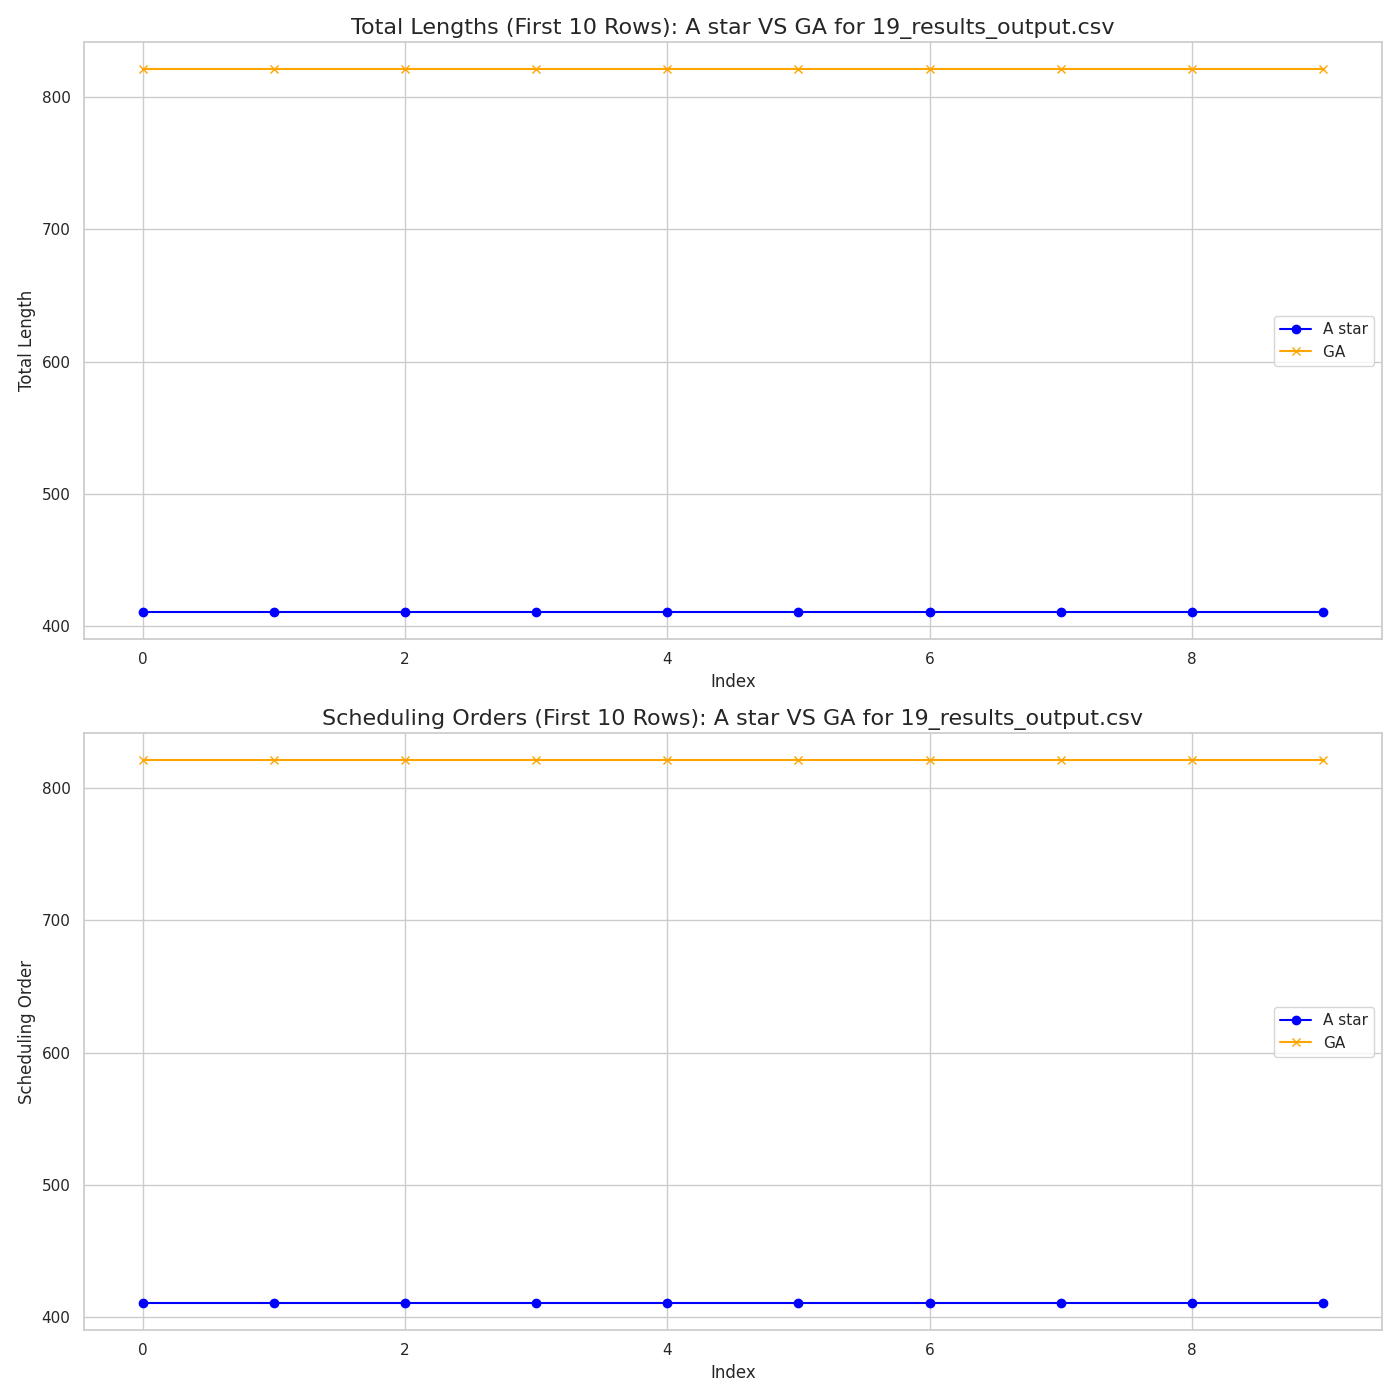 Total Lengths (First 10 Rows): A star VS GA for 19_results_output.csv
800
700
600
500
400
Total Length
A star
GA
0 2 4 6 8
Index
Scheduling Orders (First 10 Rows): A star VS GA for 19_results_output.csv
800
700
600
500
400
Scheduling Order
A star
GA
0 2 4 6 8
Index